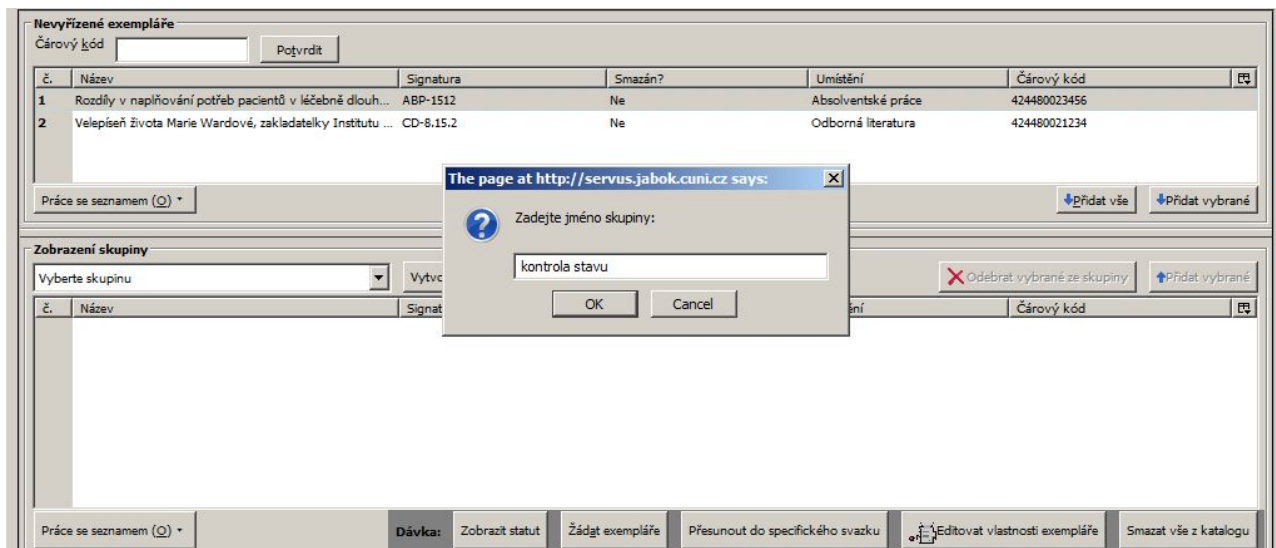 Nevyřízené exempláře
Čárový kód Potvrdit
č. Název Signatura Smazán? Umístění Čárový kód
1 Rozdíly v naplňování potřeb pacientů v léčebně dlouh... ABP-1512 Ne Absolventské práce 424480023456
2 Velepíseň života Marie Wardové, zakladatelky Institutu ... CD-8.15.2 Ne Odborná literatura 424480021234
The page at http://servus.jabok.cuni.cz says:
Práce se seznamem (O) Přidat vše Přidat vybrané
Zadejte jméno skupiny:
Zobrazení skupiny
kontrola stavu
Vyberte skupinu Odebrat vybrané ze skupiny Přidat vybrané
OK Cancel
č. Název Čárový kód
Práce se seznamem (O) Dávka: Zobrazit statut Žádat exempláře Přesunout do specifického svazku Editovat vlastnosti exempláře Smazat vše z katalogu